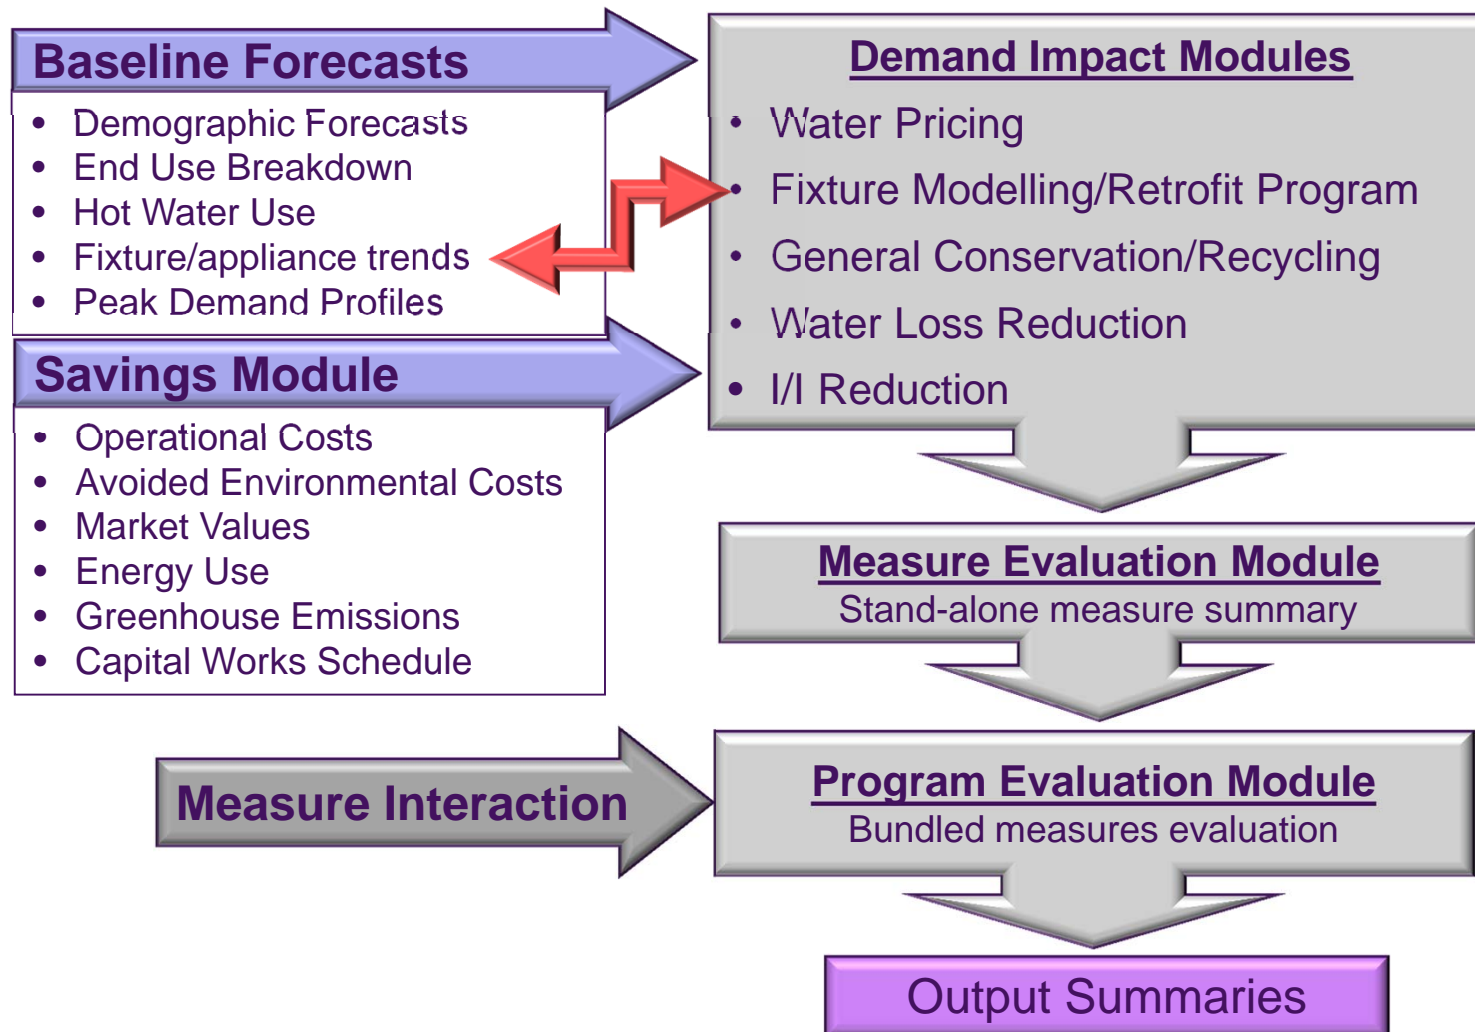 Baseline Forecasts
• Demographic Forecasts
• End Use Breakdown
• Hot Water Use
• Fixture/appliance trends
• Peak Demand Profiles
Savings Module
• Operational Costs
• Avoided Environmental Costs
• Market Values
• Energy Use
• Greenhouse Emissions
• Capital Works Schedule
Demand Impact Modules
• Water Pricing
• Fixture Modelling/Retrofit Program
• General Conservation/Recycling
• Water Loss Reduction
• I/I Reduction
Measure Evaluation Module
Stand-alone measure summary
Measure Interaction
Program Evaluation Module
Bundled measures evaluation
Output Summaries